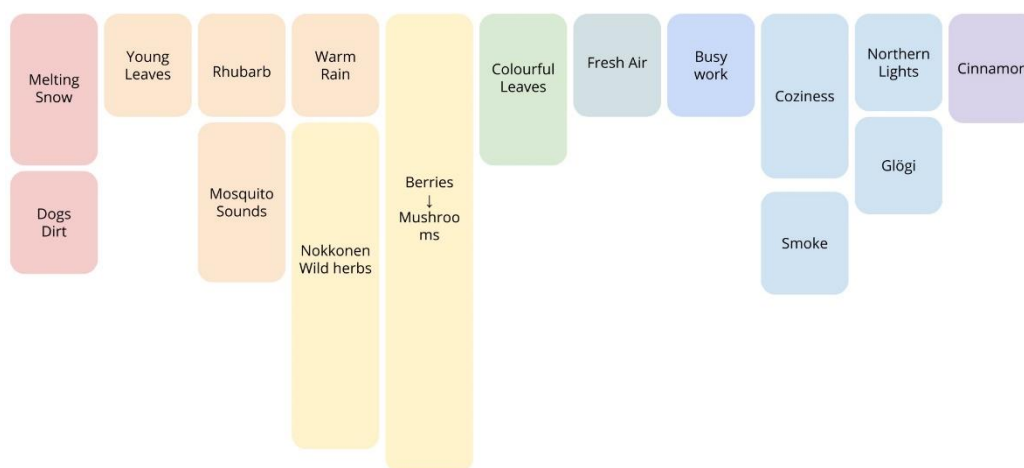 Melting
Snow
Dogs
Dirt
Young
Leaves
Rhubarb
Mosquito
Sounds
Warm
Rain
Nokkonen
Wild herbs
Berries
↓
Mushroo
ms
Colourful
Leaves
Fresh Air
Busy
work
Coziness
Smoke
Northern
Lights
Glögi
Cinnamon